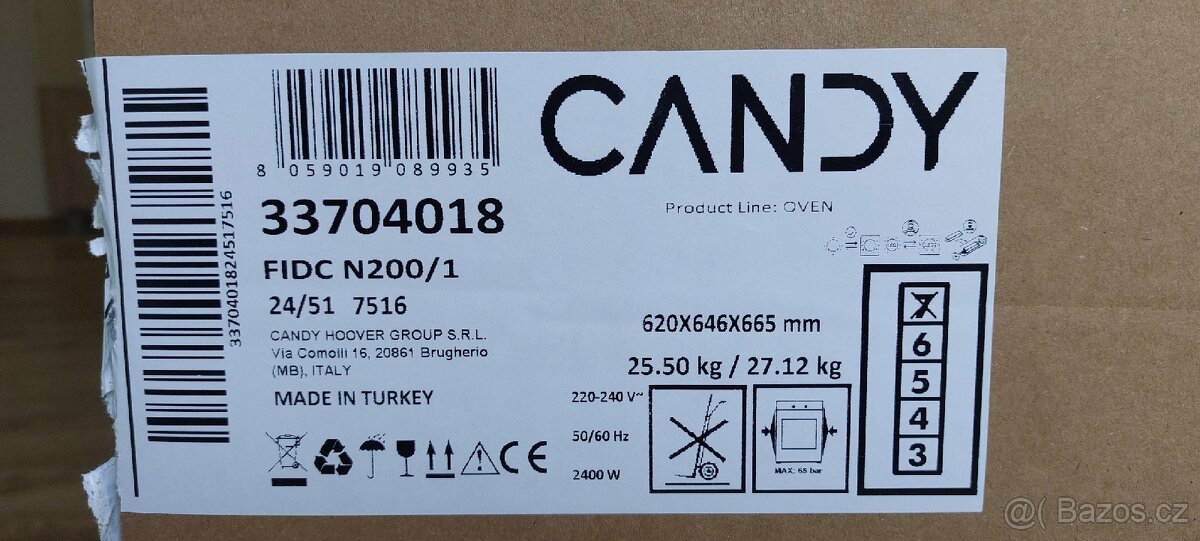 CANDY
8 059019 089935
33704018
Product Line: OVEN
FIDC N200/1
24/51 7516
CANDY HOOVER GROUP S.R.L.
Via Comolli 16, 20861 Brugherio
(MB), ITALY
MADE IN TURKEY
3370401824517516
620X646X665 mm
25.50 kg / 27.12 kg
220-240 V~
50/60 Hz
2400 W
MAX: 65 bar
7
6
5
4
3
CE
@( Bazos.cz